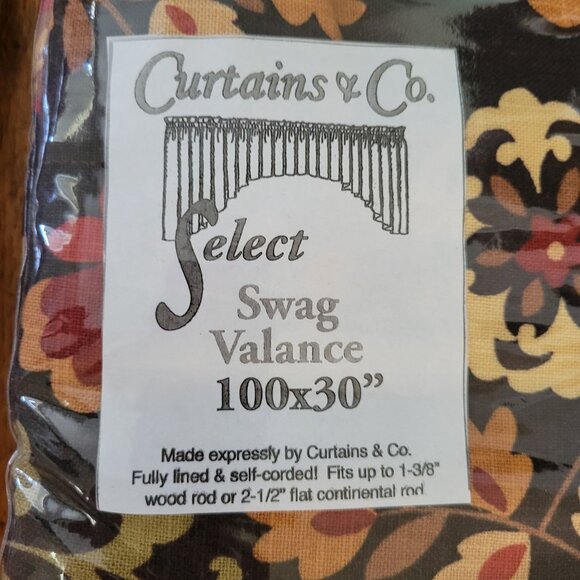 Curtains & Co.
Select
Swag
Valance
100x30”
Made expressly by Curtains & Co.
Fully lined & self-corded! Fits up to 1-3/8"
wood rod or 2-1/2" flat continental rod